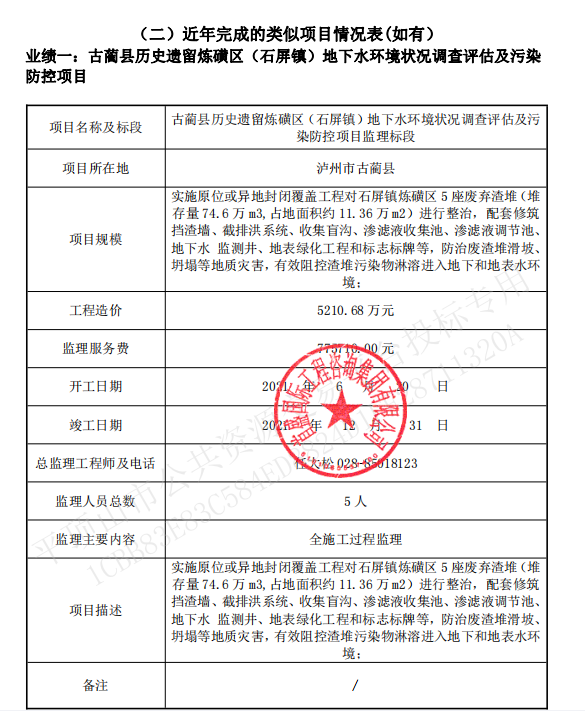 （二）近年完成的类似项目情况表(如有）
业绩一：古蔺县历史遗留炼磺区（石屏镇）地下水环境状况调查评估及污染
防控项目
项目名称及标段
古蔺县历史遗留炼磺区（石屏镇）地下水环境状况调查评估及污
染防控项目监理标段
项目所在地
泸州市古蔺县
项目规模
实施原位或异地封闭覆盖工程对石屏镇炼磺区 5 座废弃渣堆（堆
存量 74.6 万 m3,占地面积约 11.36 万 m2）进行整治，配套修筑
挡渣墙、截排洪系统、收集盲沟、渗滤液收集池、渗滤液调节池、
地下水 监测井、地表绿化工程和标志标牌等，防治废渣堆滑坡、
坍塌等地质灾害，有效阻控渣堆污染物淋溶进入地下和地表水环
境；
工程造价
5210.68 万元
监理服务费
.00 元
开工日期
年 6 月 20 日
竣工日期
年 12 月 31 日
总监理工程师及电话
任大松 028-85018123
监理人员总数
5 人
监理主要内容
全施工过程监理
项目描述
实施原位或异地封闭覆盖工程对石屏镇炼磺区 5 座废弃渣堆（堆
存量 74.6 万 m3,占地面积约 11.36 万 m2）进行整治，配套修筑
挡渣墙、截排洪系统、收集盲沟、渗滤液收集池、渗滤液调节池、
地下水 监测井、地表绿化工程和标志标牌等，防治废渣堆滑坡、
坍塌等地质灾害，有效阻控渣堆污染物淋溶进入地下和地表水环
境；
备注
/